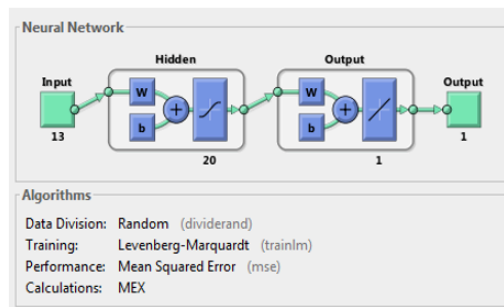 Neural Network
Hidden Output
Input W b + W b + Output
13 20 1 1
Algorithms
Data Division: Random (dividerand)
Training: Levenberg-Marquardt (trainlm)
Performance: Mean Squared Error (mse)
Calculations: MEX